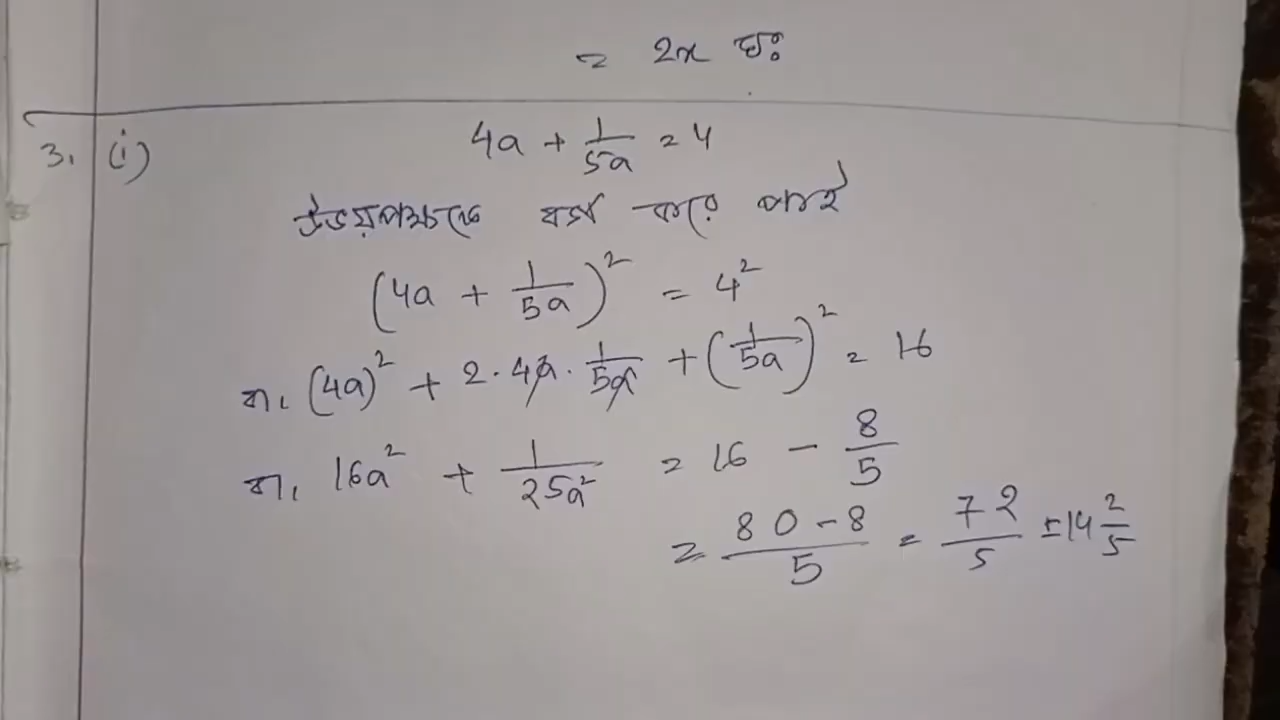 = 2x ঘঃ
3. (i) 4a + 1/5a = 4
উভয়পক্ষকে বর্গ করে পাই
(4a + 1/5a)² = 4²
বা, (4a)² + 2·4a·1/5a + (1/5a)² = 16
বা, 16a² + 1/25a² = 16 - 8/5
= 80-8/5 = 72/5 = 14 2/5